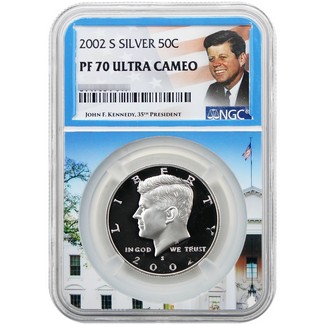 2002 S SILVER 50C
PF 70 ULTRA CAMEO
JOHN F. KENNEDY, 35TH PRESIDENT
NGC
LIBERTY
IN GOD WE TRUST
S